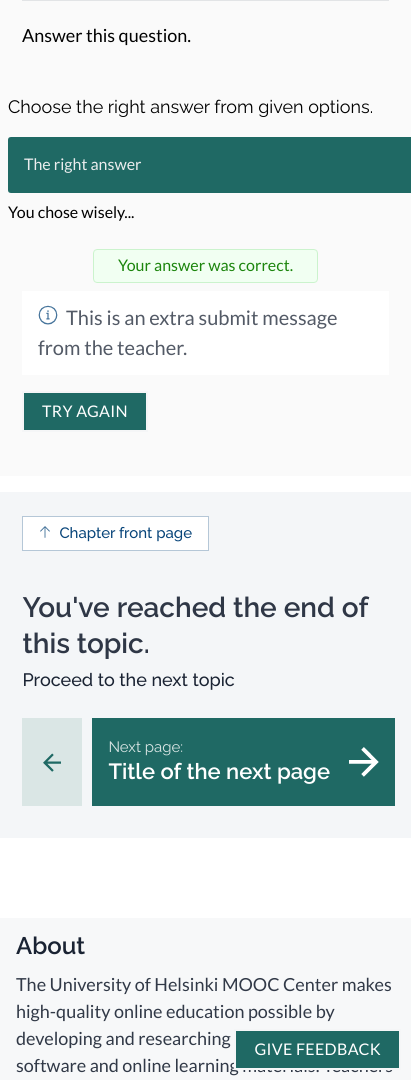 Answer this question.
Choose the right answer from given options.
The right answer
You chose wisely...
Your answer was correct.
This is an extra submit message
from the teacher.
TRY AGAIN
Chapter front page
You've reached the end of
this topic.
Proceed to the next topic
Next page:
Title of the next page
About
The University of Helsinki MOOC Center makes
high-quality online education possible by
developing and researching
software and online learning materials. Teachers
GIVE FEEDBACK